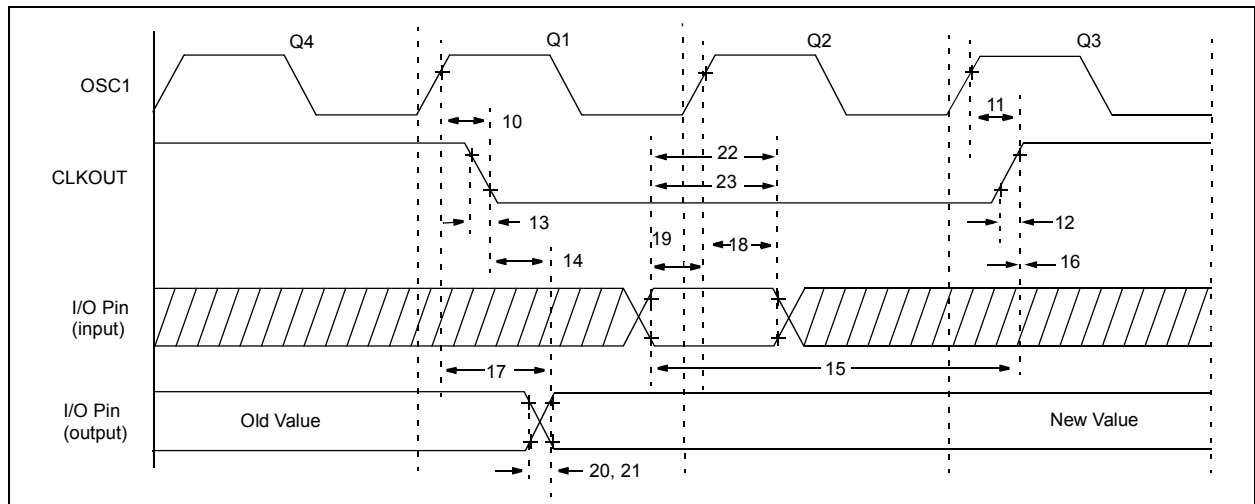 Q4
Q1
Q2
Q3
OSC1
10
11
22
CLKOUT
23
13
12
19
18
14
16
I/O Pin
(input)
17
15
I/O Pin
(output)
Old Value
New Value
20, 21